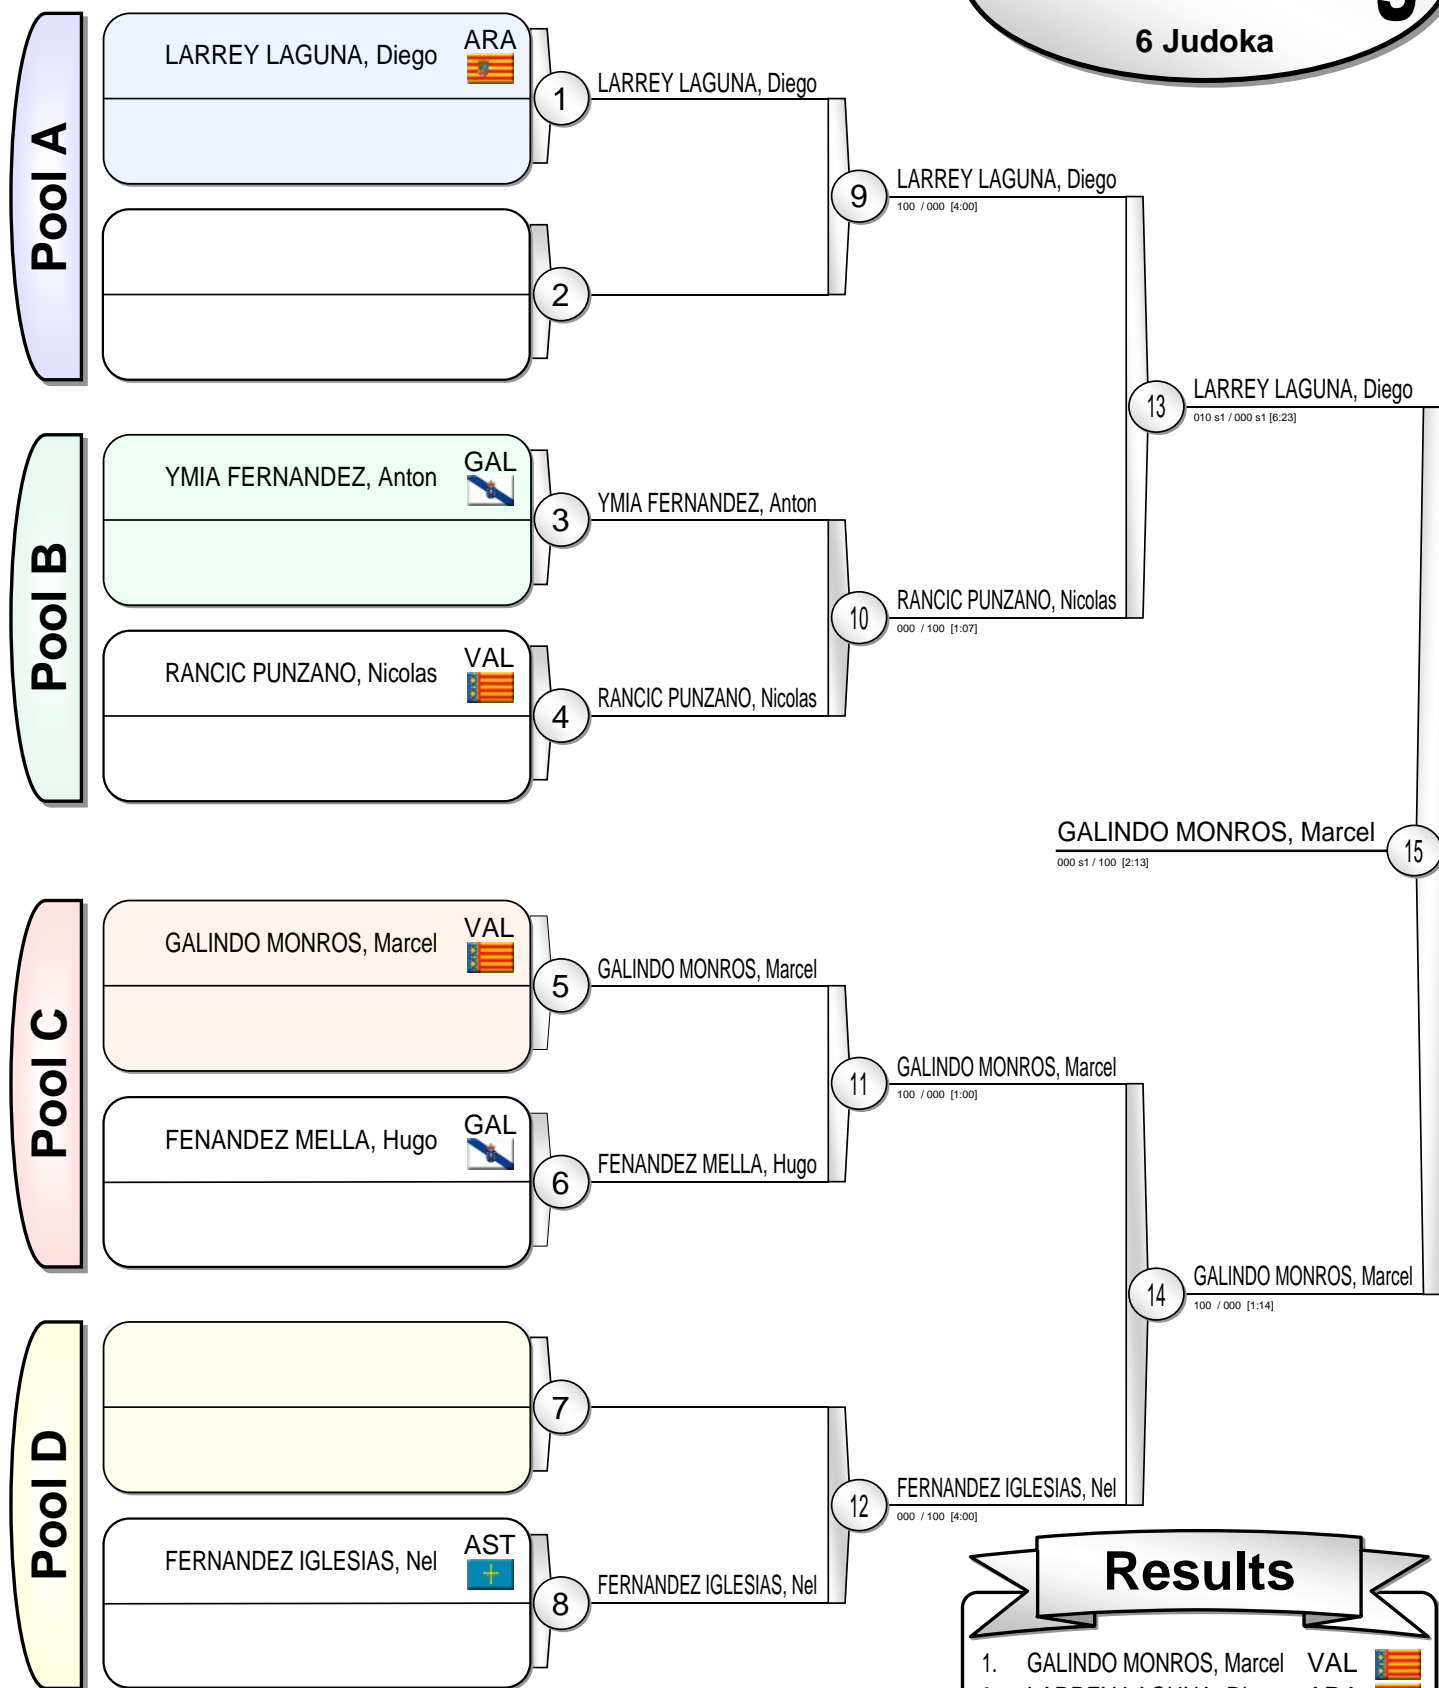 6 Judoka
Pool A
LARREY LAGUNA, Diego ARA
1
LARREY LAGUNA, Diego
2
9
LARREY LAGUNA, Diego
100 / 000 [4:00]
Pool B
YMIA FERNANDEZ, Anton GAL
3
YMIA FERNANDEZ, Anton
RANCIC PUNZANO, Nicolas VAL
4
RANCIC PUNZANO, Nicolas
10
RANCIC PUNZANO, Nicolas
000 / 100 [1:07]
13
LARREY LAGUNA, Diego
010 s1 / 000 s1 [6:23]
GALINDO MONROS, Marcel
000 s1 / 100 [2:13]
15
Pool C
GALINDO MONROS, Marcel VAL
5
GALINDO MONROS, Marcel
FENANDEZ MELLA, Hugo GAL
6
FENANDEZ MELLA, Hugo
11
GALINDO MONROS, Marcel
100 / 000 [1:00]
14
GALINDO MONROS, Marcel
100 / 000 [1:14]
Pool D
7
FERNANDEZ IGLESIAS, Nel AST
8
FERNANDEZ IGLESIAS, Nel
12
FERNANDEZ IGLESIAS, Nel
000 / 100 [4:00]
Results
1. GALINDO MONROS, Marcel VAL